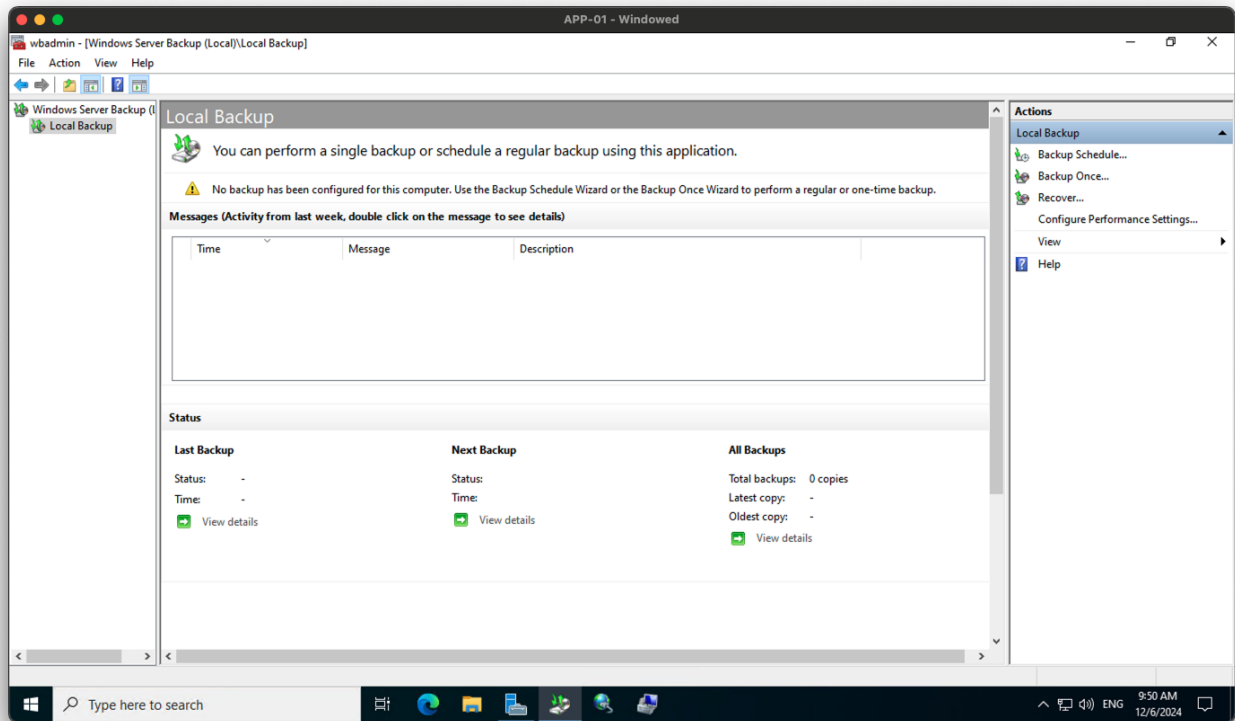 APP-01 - Windowed
wbadmin - [Windows Server Backup (Local)\Local Backup]
File Action View Help
Windows Server Backup (L
Local Backup
Local Backup
You can perform a single backup or schedule a regular backup using this application.
No backup has been configured for this computer. Use the Backup Schedule Wizard or the Backup Once Wizard to perform a regular or one-time backup.
Messages (Activity from last week, double click on the message to see details)
Time Message Description
Status
Last Backup
Status: -
Time: -
View details
Next Backup
Status:
Time:
View details
All Backups
Total backups: 0 copies
Latest copy: -
Oldest copy: -
View details
Actions
Local Backup
Backup Schedule...
Backup Once...
Recover...
Configure Performance Settings...
View
Help
Type here to search
ENG
9:50 AM
12/6/2024